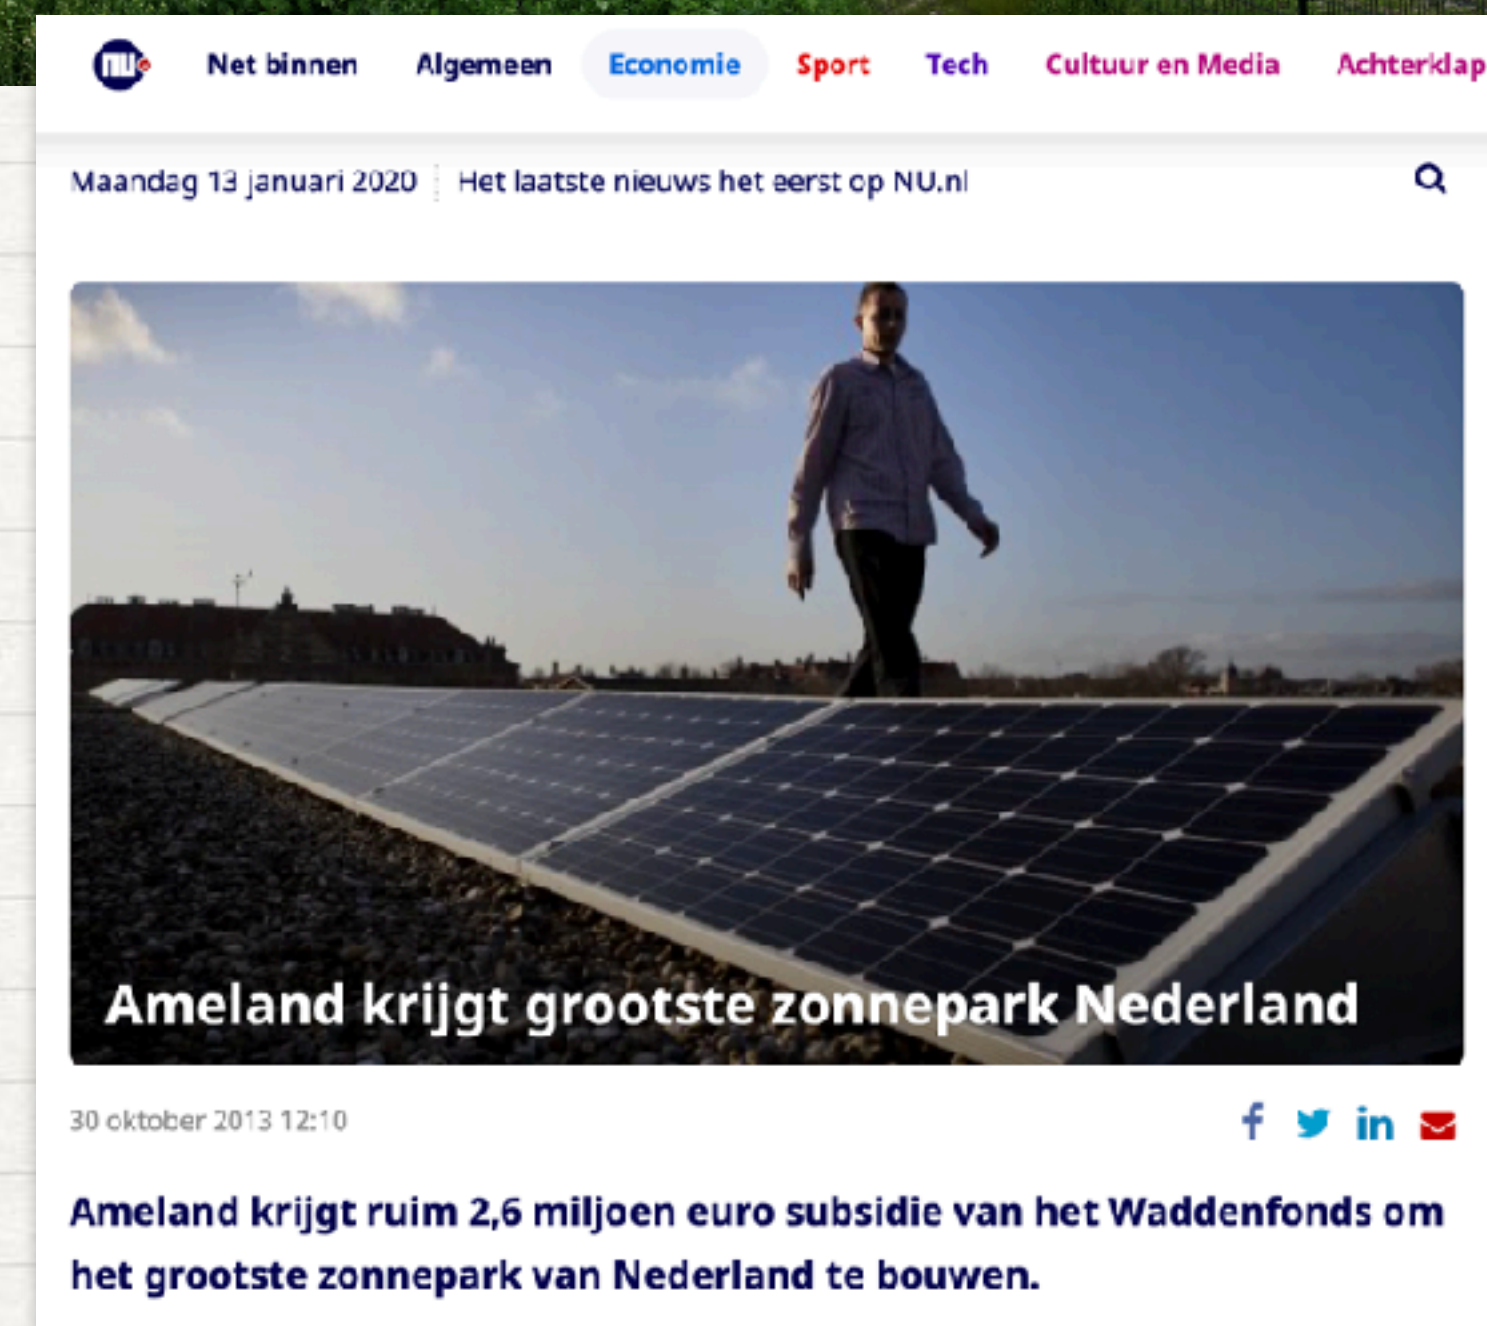 NU
Net binnen Algemeen Economie Sport Tech Cultuur en Media Achterklap
Maandag 13 januari 2020 Het laatste nieuws het eerst op NU.nl
Ameland krijgt grootste zonnepark Nederland
30 oktober 2013 12:10
Ameland krijgt ruim 2,6 miljoen euro subsidie van het Waddenfonds om
het grootste zonnepark van Nederland te bouwen.